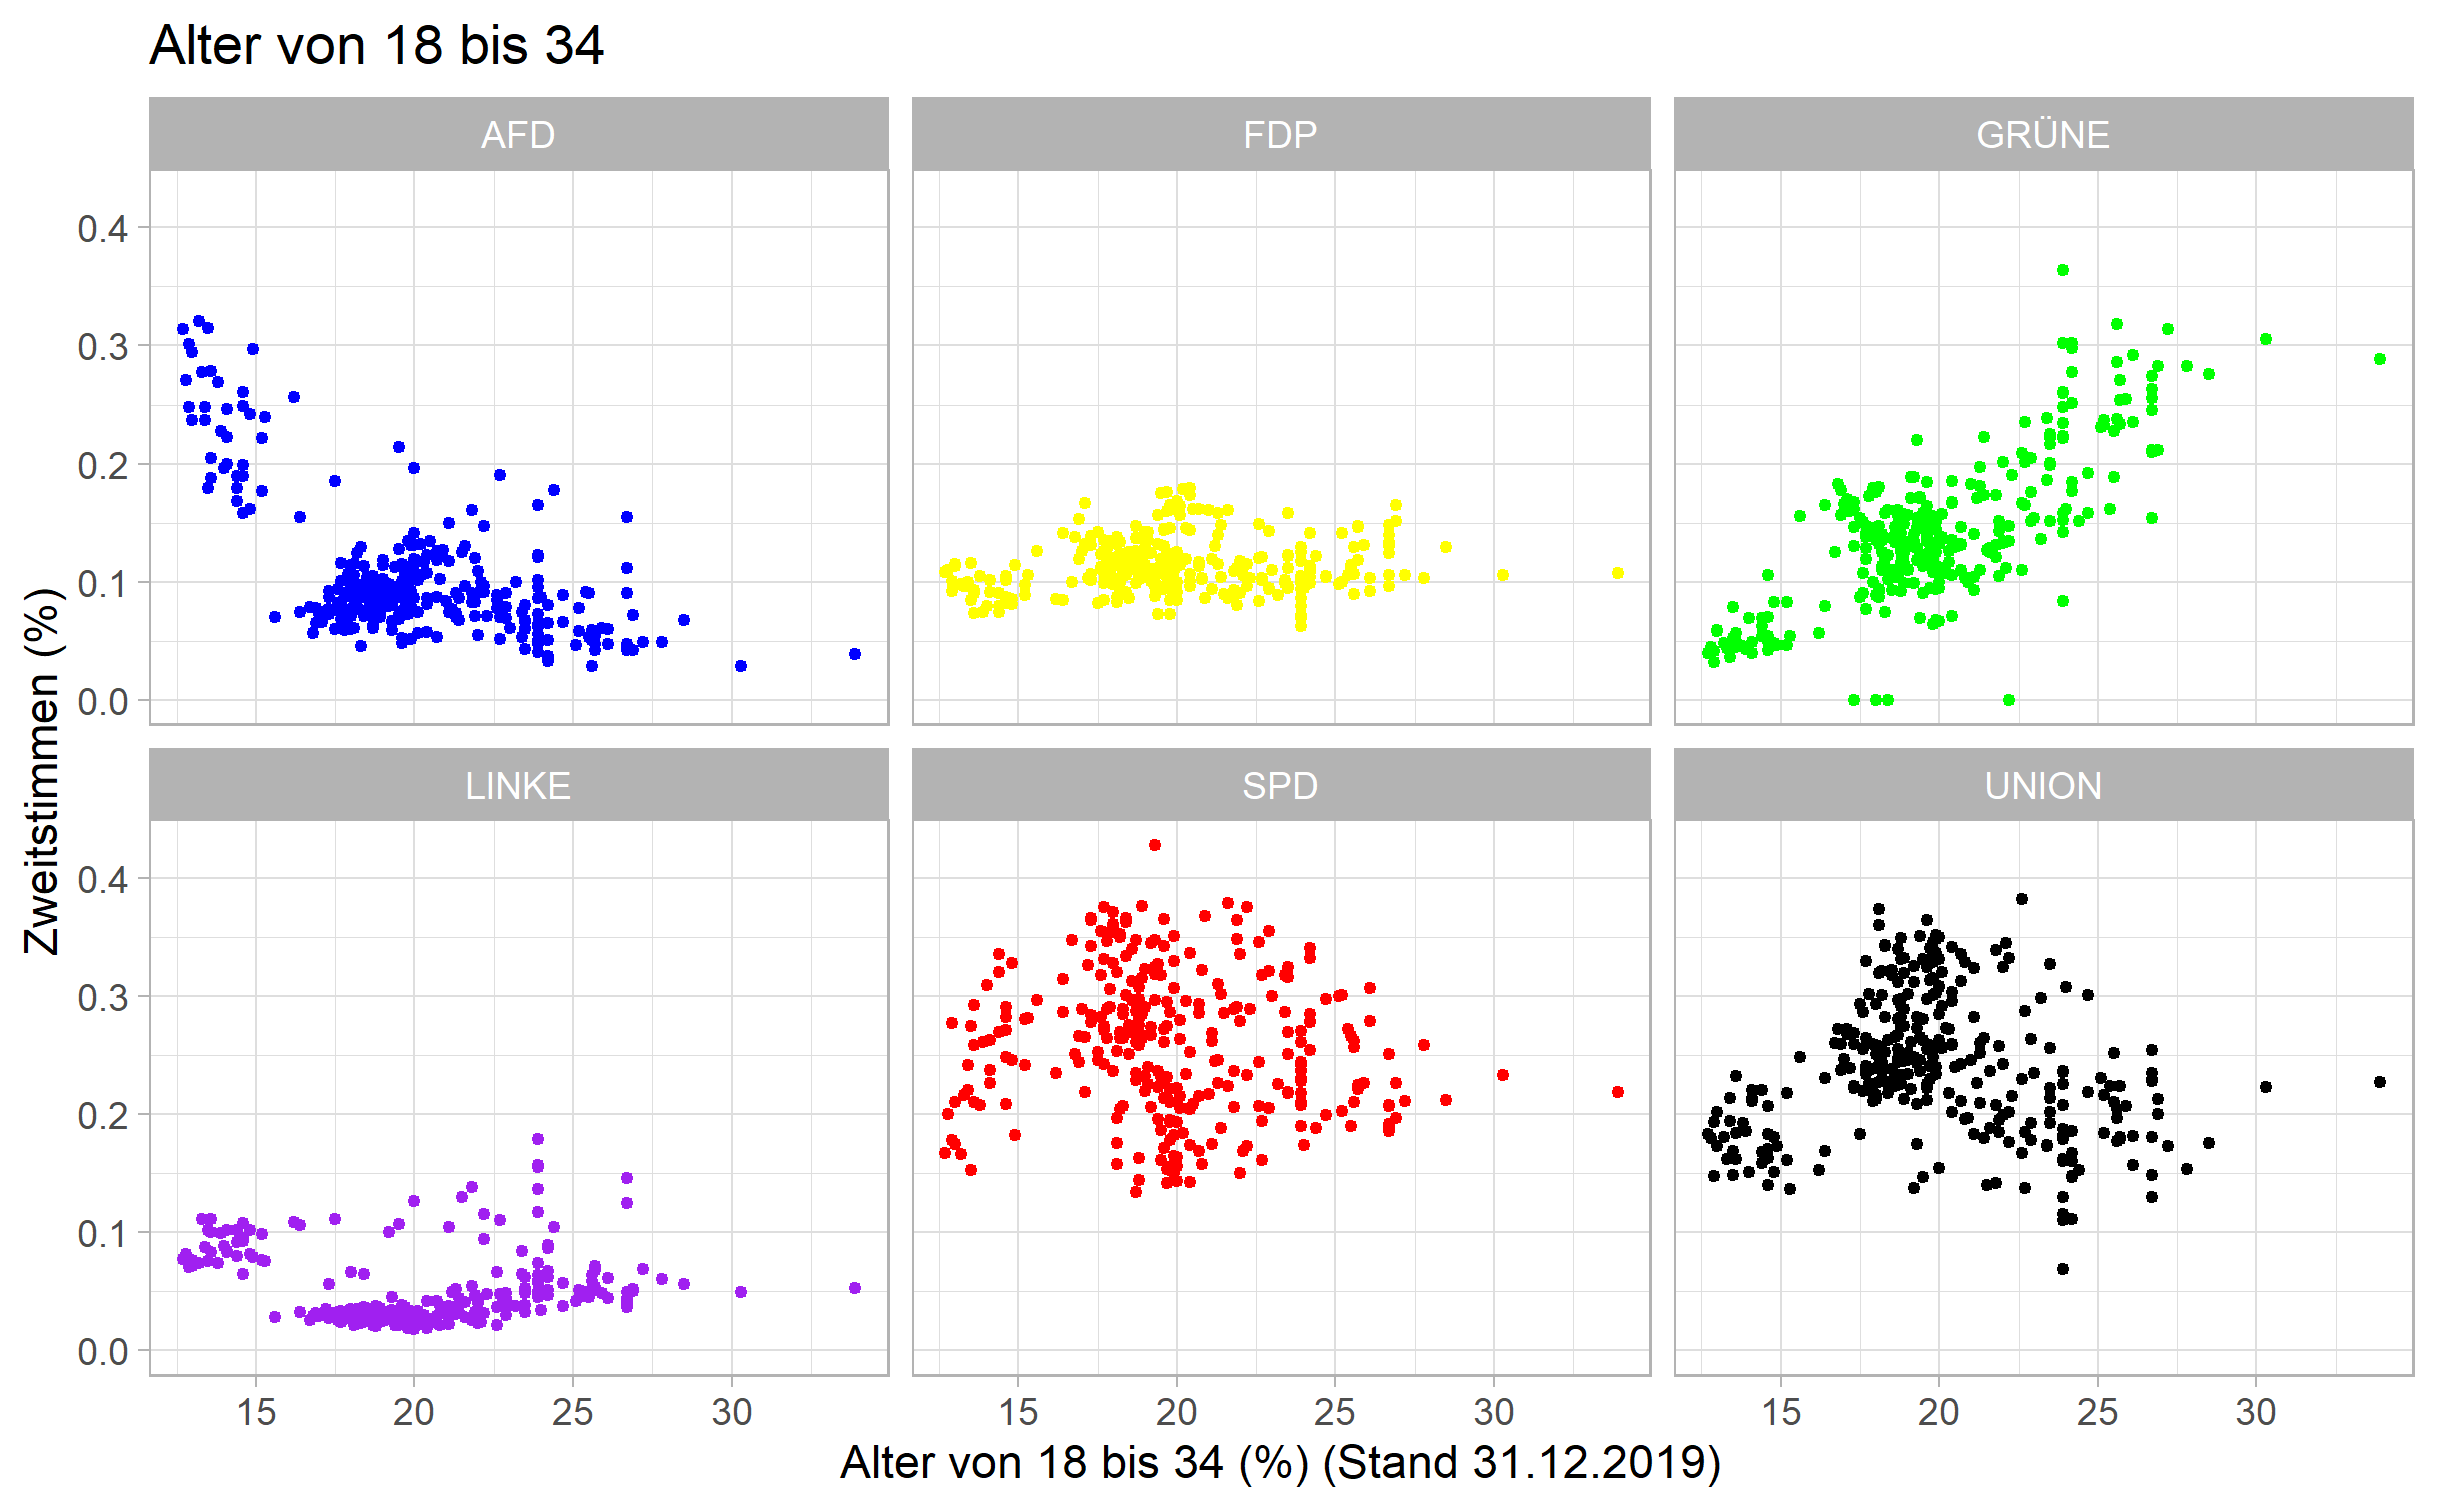 Alter von 18 bis 34
AFD
FDP
GRÜNE
0.4
0.3
0.2
0.1
0.0
Zweitstimmen (%)
LINKE
SPD
UNION
0.4
0.3
0.2
0.1
0.0
15 20 25 30
15 20 25 30
15 20 25 30
Alter von 18 bis 34 (%) (Stand 31.12.2019)